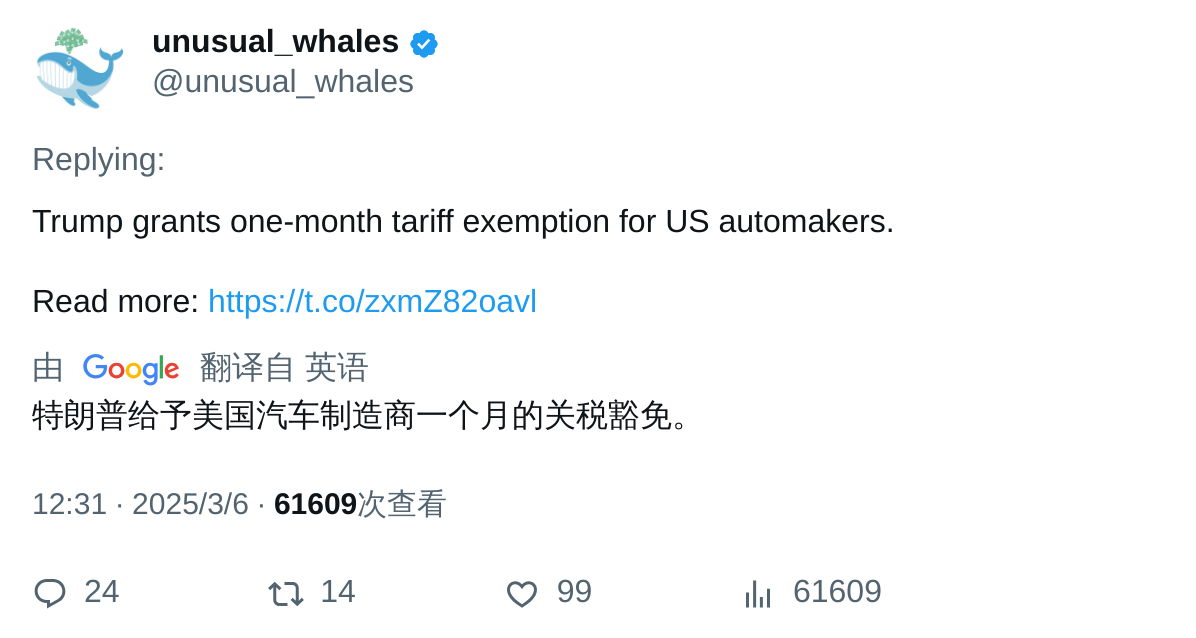 unusual_whales
@unusual_whales
Replying:
Trump grants one-month tariff exemption for US automakers.
Read more: https://t.co/zxmZ82oavl
由 Google 翻译自 英语
特朗普给予美国汽车制造商一个月的关税豁免。
12:31 · 2025/3/6 · 61609次查看
24 14 99 61609